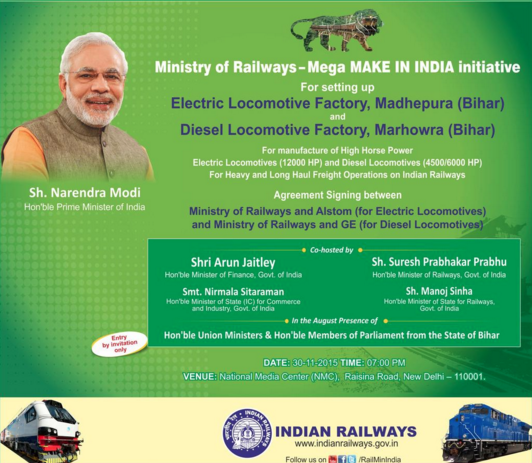 Ministry of Railways – Mega MAKE IN INDIA initiative
For setting up
Electric Locomotive Factory, Madhepura (Bihar)
and
Diesel Locomotive Factory, Marhowra (Bihar)
For manufacture of High Horse Power
Electric Locomotives (12000 HP) and Diesel Locomotives (4500/6000 HP)
For Heavy and Long Haul Freight Operations on Indian Railways
Sh. Narendra Modi
Hon'ble Prime Minister of India
Agreement Signing between
Ministry of Railways and Alstom (for Electric Locomotives)
and Ministry of Railways and GE (for Diesel Locomotives)
Co-hosted by
Shri Arun Jaitley
Hon'ble Minister of Finance, Govt. of India
Sh. Suresh Prabhakar Prabhu
Hon'ble Minister of Railways, Govt. of India
Smt. Nirmala Sitaraman
Hon'ble Minister of State (IC) for Commerce
and Industry, Govt. of India
Sh. Manoj Sinha
Hon'ble Minister of State for Railways,
Govt. of India
In the August Presence of
Hon'ble Union Ministers & Hon'ble Members of Parliament from the State of Bihar
Entry
by invitation
only
DATE: 30-11-2015 TIME: 07:00 PM
VENUE: National Media Center (NMC), Raisina Road, New Delhi – 110001.
INDIAN RAILWAYS
www.indianrailways.gov.in
Follow us on /RailMinIndia